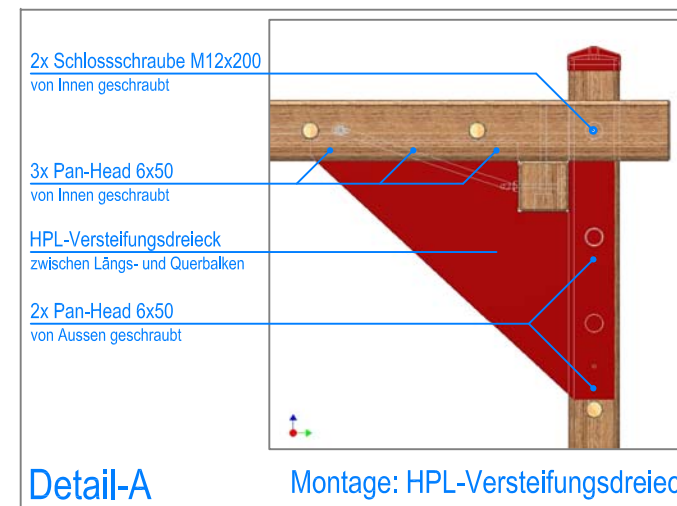 2x Schlossschraube M12x200
von Innen geschraubt
3x Pan-Head 6x50
von Innen geschraubt
HPL-Versteifungsdreieck
zwischen Längs- und Querbalken
2x Pan-Head 6x50
von Aussen geschraubt
Detail-A
Montage: HPL-Versteifungsdreiec